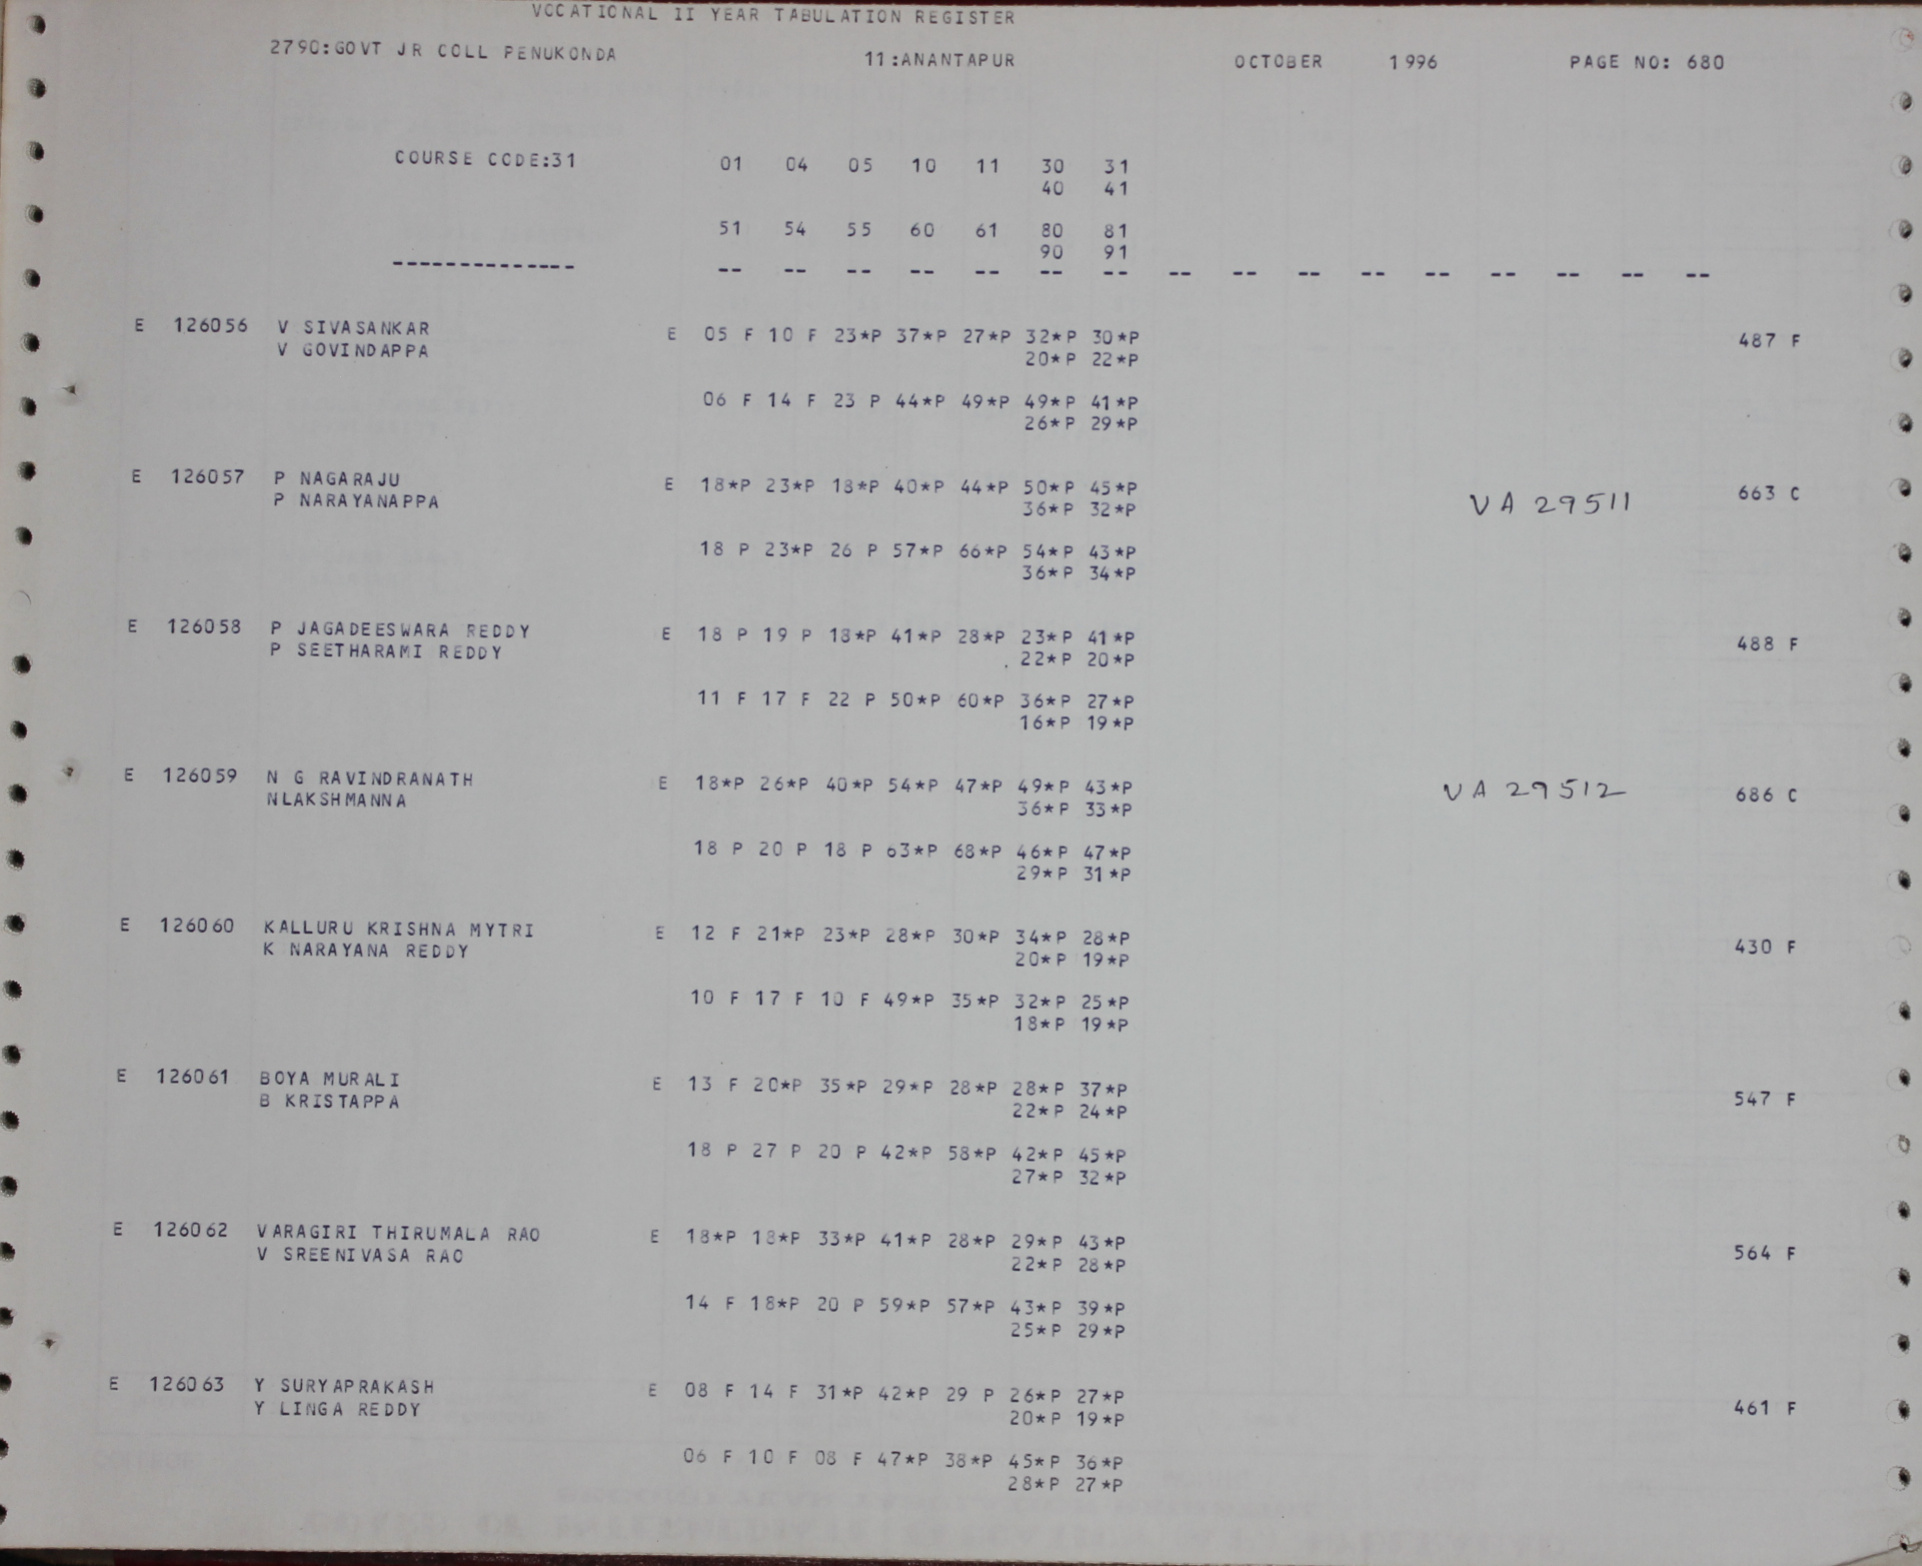 VOCATIONAL II YEAR TABULATION REGISTER
2790:GOVT JR COLL PENUKONDA 11:ANANTAPUR OCTOBER 1996 PAGE NO: 680
COURSE CODE:31 01 04 05 10 11 30 31
40 41
51 54 55 60 61 80 81
90 91
-------------- -- -- -- -- -- -- -- -- -- -- -- -- -- -- -- --
E 126056 V SIVASANKAR E 05 F 10 F 23*P 37*P 27*P 32*P 30*P 487 F
V GOVINDAPPA 20*P 22*P
06 F 14 F 23 P 44*P 49*P 49*P 41*P
26*P 29*P
E 126057 P NAGARAJU E 18*P 23*P 18*P 40*P 44*P 50*P 45*P VA 29511 663 C
P NARAYANAPPA 36*P 32*P
18 P 23*P 26 P 57*P 66*P 54*P 43*P
36*P 34*P
E 126058 P JAGADEESWARA REDDY E 18 P 19 P 18*P 41*P 28*P 23*P 41*P 488 F
P SEETHARAMI REDDY 22*P 20*P
11 F 17 F 22 P 50*P 60*P 36*P 27*P
16*P 19*P
E 126059 N G RAVINDRANATH E 18*P 26*P 40*P 54*P 47*P 49*P 43*P VA 29512 686 C
NLAKSHMANNA 36*P 33*P
18 P 20 P 18 P 63*P 68*P 46*P 47*P
29*P 31*P
E 126060 KALLURU KRISHNA MYTRI E 12 F 21*P 23*P 28*P 30*P 34*P 28*P 430 F
K NARAYANA REDDY 20*P 19*P
10 F 17 F 10 F 49*P 35*P 32*P 25*P
18*P 19*P
E 126061 BOYA MURALI E 13 F 20*P 35*P 29*P 28*P 28*P 37*P 547 F
B KRISTAPPA 22*P 24*P
18 P 27 P 20 P 42*P 58*P 42*P 45*P
27*P 32*P
E 126062 VARAGIRI THIRUMALA RAO E 18*P 18*P 33*P 41*P 28*P 29*P 43*P 564 F
V SREENIVASA RAO 22*P 28*P
14 F 18*P 20 P 59*P 57*P 43*P 39*P
25*P 29*P
E 126063 Y SURYAPRAKASH E 08 F 14 F 31*P 42*P 29 P 26*P 27*P 461 F
Y LINGA REDDY 20*P 19*P
06 F 10 F 08 F 47*P 38*P 45*P 36*P
28*P 27*P